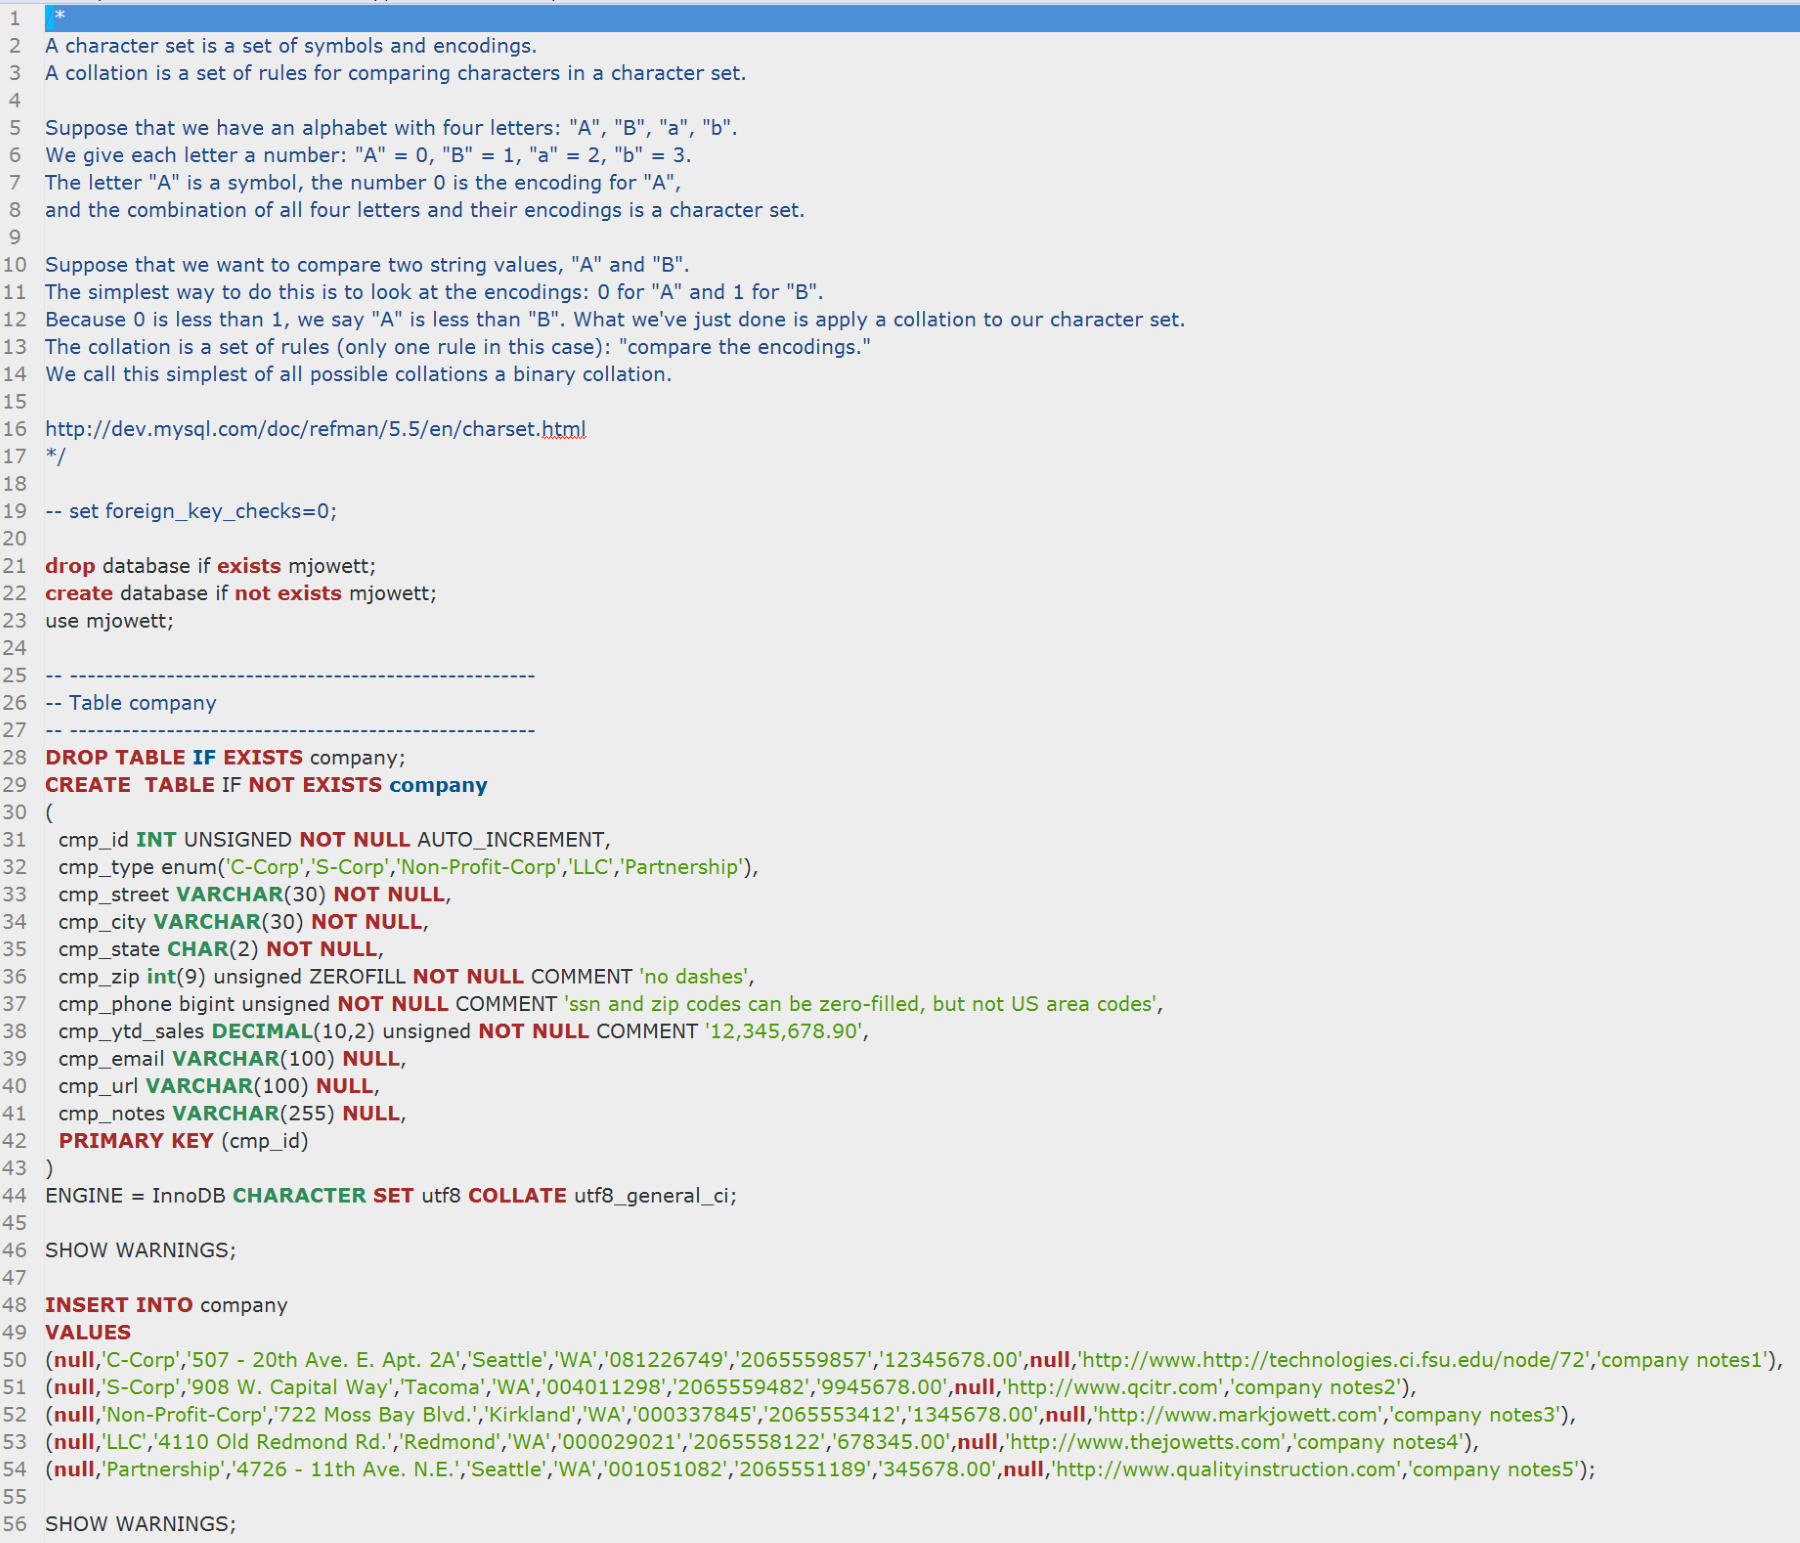 1 /*
2 A character set is a set of symbols and encodings.
3 A collation is a set of rules for comparing characters in a character set.
4
5 Suppose that we have an alphabet with four letters: "A", "B", "a", "b".
6 We give each letter a number: "A" = 0, "B" = 1, "a" = 2, "b" = 3.
7 The letter "A" is a symbol, the number 0 is the encoding for "A",
8 and the combination of all four letters and their encodings is a character set.
9
10 Suppose that we want to compare two string values, "A" and "B".
11 The simplest way to do this is to look at the encodings: 0 for "A" and 1 for "B".
12 Because 0 is less than 1, we say "A" is less than "B". What we've just done is apply a collation to our character set.
13 The collation is a set of rules (only one rule in this case): "compare the encodings."
14 We call this simplest of all possible collations a binary collation.
15
16 http://dev.mysql.com/doc/refman/5.5/en/charset.html
17 */
18
19 -- set foreign_key_checks=0;
20
21 drop database if exists mjowett;
22 create database if not exists mjowett;
23 use mjowett;
24
25 -- -----------------------------------------------------
26 -- Table company
27 -- -----------------------------------------------------
28 DROP TABLE IF EXISTS company;
29 CREATE  TABLE IF NOT EXISTS company
30 (
31   cmp_id INT UNSIGNED NOT NULL AUTO_INCREMENT,
32   cmp_type enum('C-Corp','S-Corp','Non-Profit-Corp','LLC','Partnership'),
33   cmp_street VARCHAR(30) NOT NULL,
34   cmp_city VARCHAR(30) NOT NULL,
35   cmp_state CHAR(2) NOT NULL,
36   cmp_zip int(9) unsigned ZEROFILL NOT NULL COMMENT 'no dashes',
37   cmp_phone bigint unsigned NOT NULL COMMENT 'ssn and zip codes can be zero-filled, but not US area codes',
38   cmp_ytd_sales DECIMAL(10,2) unsigned NOT NULL COMMENT '12,345,678.90',
39   cmp_email VARCHAR(100) NULL,
40   cmp_url VARCHAR(100) NULL,
41   cmp_notes VARCHAR(255) NULL,
42   PRIMARY KEY (cmp_id)
43 )
44 ENGINE = InnoDB CHARACTER SET utf8 COLLATE utf8_general_ci;
45
46 SHOW WARNINGS;
47
48 INSERT INTO company
49 VALUES
50 (null,'C-Corp','507 - 20th Ave. E. Apt. 2A','Seattle','WA','081226749','2065559857','12345678.00',null,'http://www.http://technologies.ci.fsu.edu/node/72','company notes1'),
51 (null,'S-Corp','908 W. Capital Way','Tacoma','WA','004011298','2065559482','9945678.00',null,'http://www.qcitr.com','company notes2'),
52 (null,'Non-Profit-Corp','722 Moss Bay Blvd.','Kirkland','WA','000337845','2065553412','1345678.00',null,'http://www.markjowett.com','company notes3'),
53 (null,'LLC','4110 Old Redmond Rd.','Redmond','WA','000029021','2065558122','678345.00',null,'http://www.thejowetts.com','company notes4'),
54 (null,'Partnership','4726 - 11th Ave. N.E.','Seattle','WA','001051082','2065551189','345678.00',null,'http://www.qualityinstruction.com','company notes5');
55
56 SHOW WARNINGS;